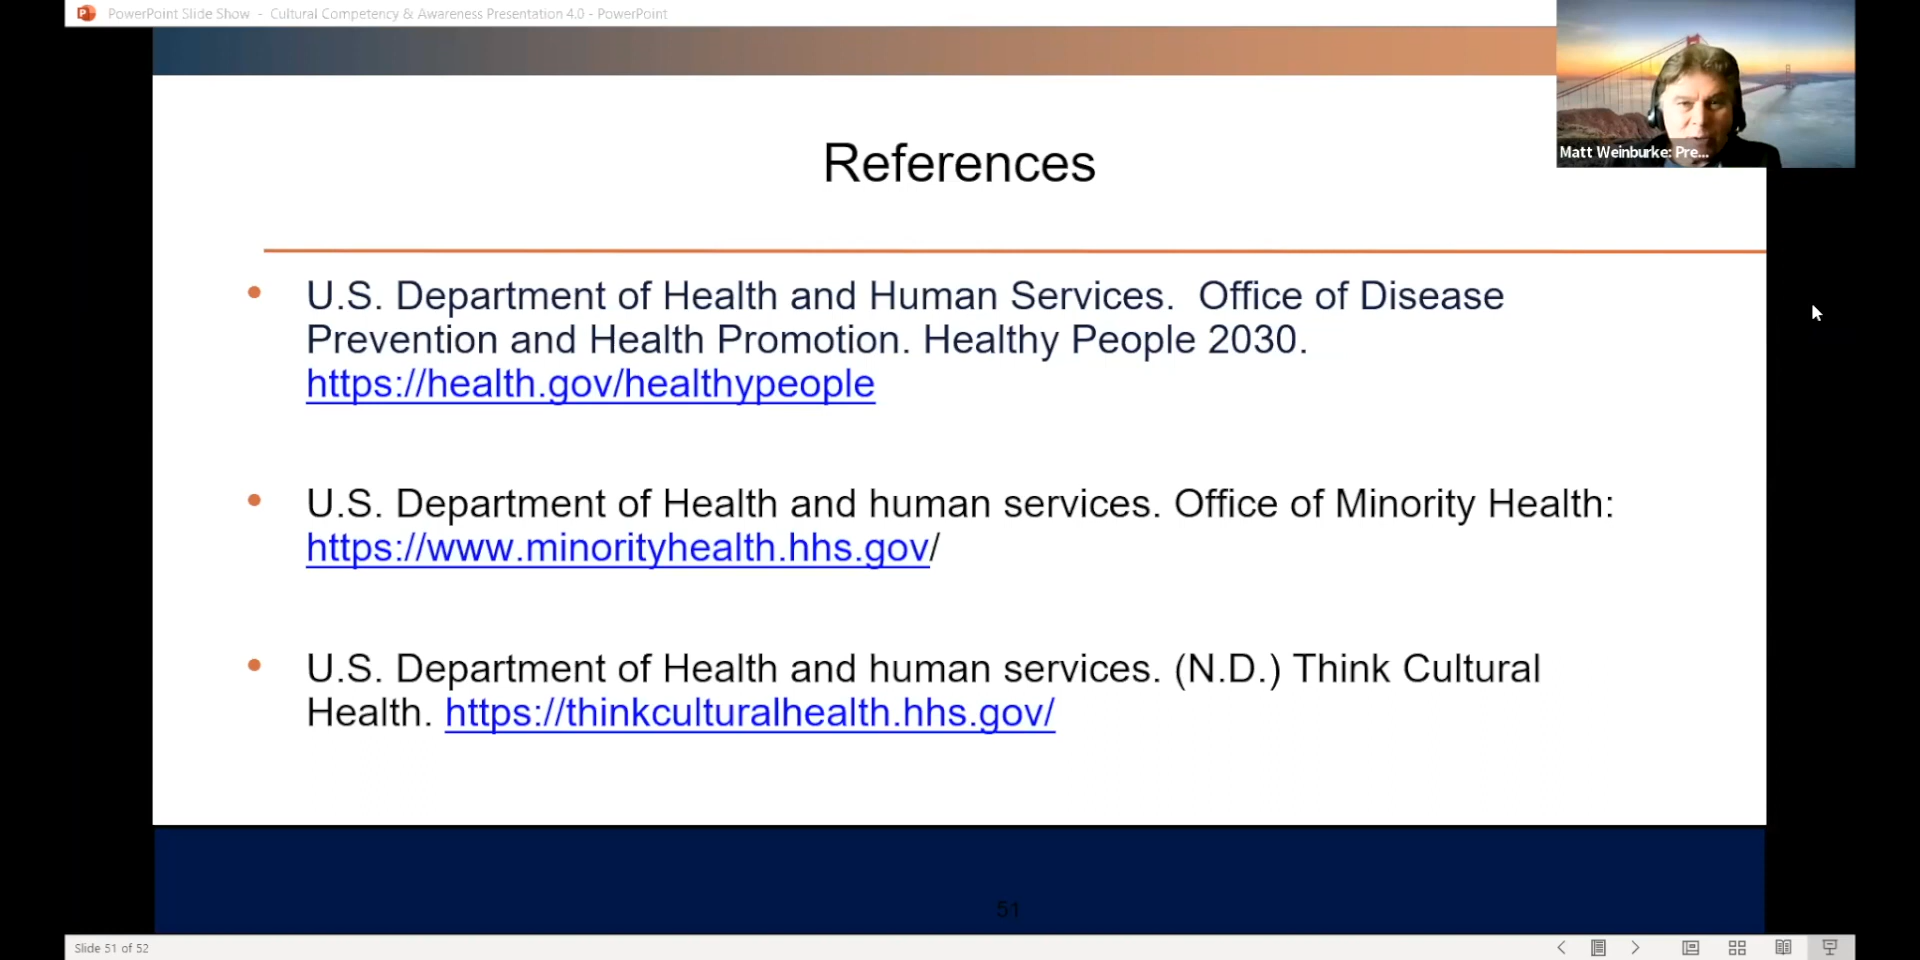 PowerPoint Slide Show - Cultural Competency & Awareness Presentation 4.0 - PowerPoint
Matt Weinburke: Pre...
References
U.S. Department of Health and Human Services. Office of Disease
Prevention and Health Promotion. Healthy People 2030.
https://health.gov/healthypeople
U.S. Department of Health and human services. Office of Minority Health:
https://www.minorityhealth.hhs.gov/
U.S. Department of Health and human services. (N.D.) Think Cultural
Health. https://thinkculturalhealth.hhs.gov/
51
Slide 51 of 52